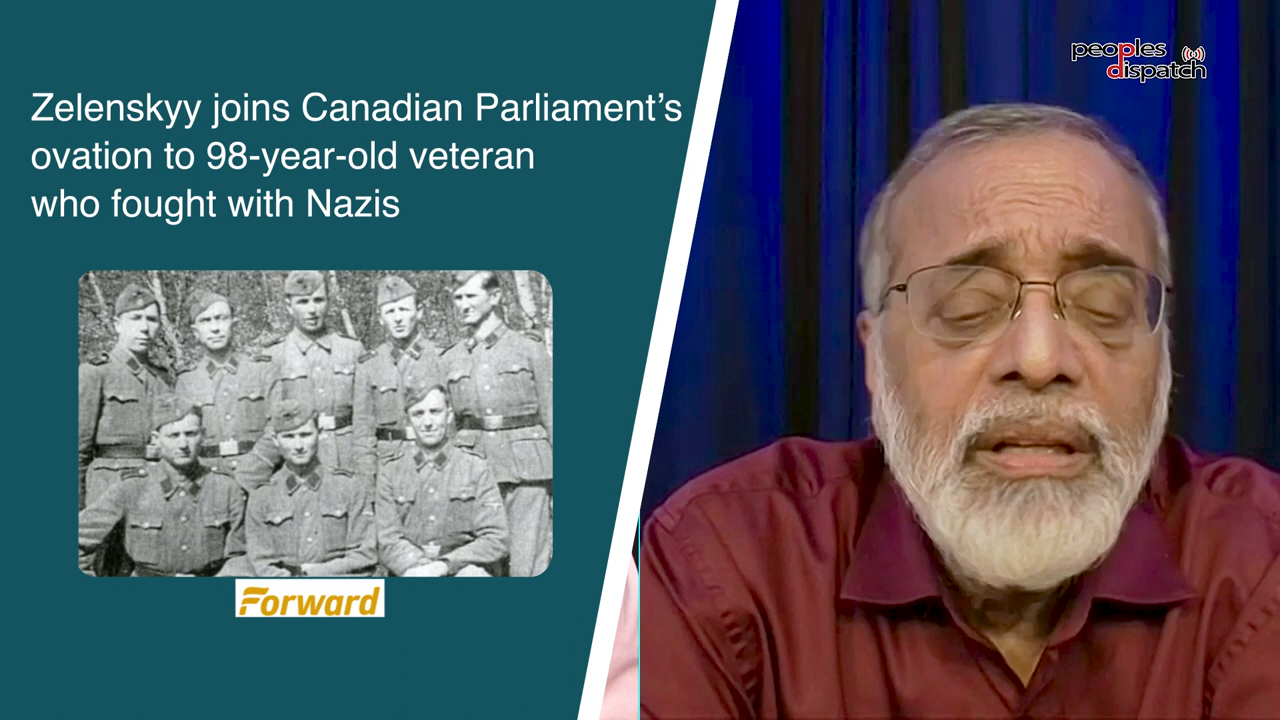 Zelenskyy joins Canadian Parliament’s
ovation to 98-year-old veteran
who fought with Nazis
Forward
peoples
dispatch